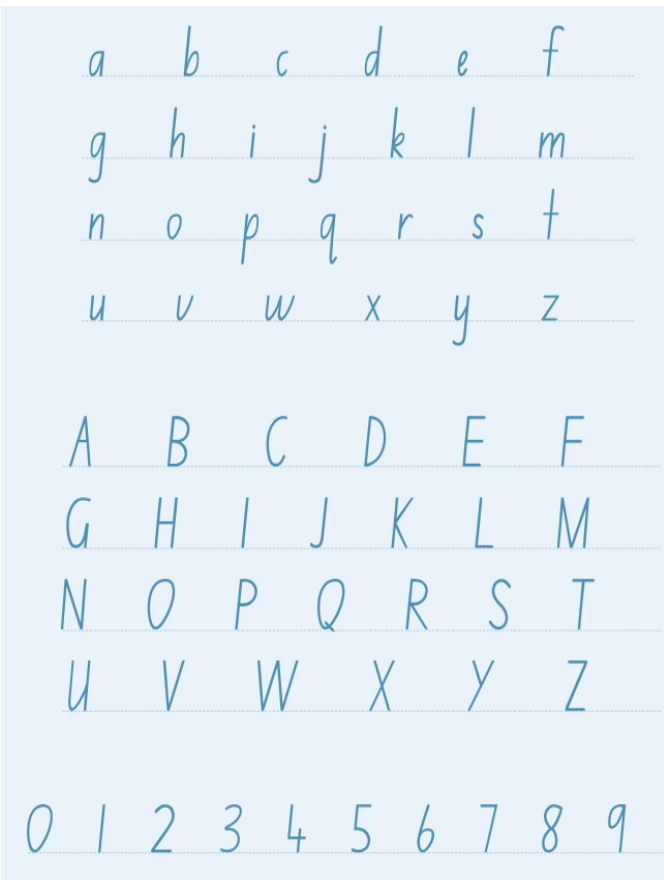 a b c d e f
g h i j k l m
n o p q r s t
u v w x y z
A B C D E F
G H I J K L M
N O P Q R S T
U V W X Y Z
0 1 2 3 4 5 6 7 8 9